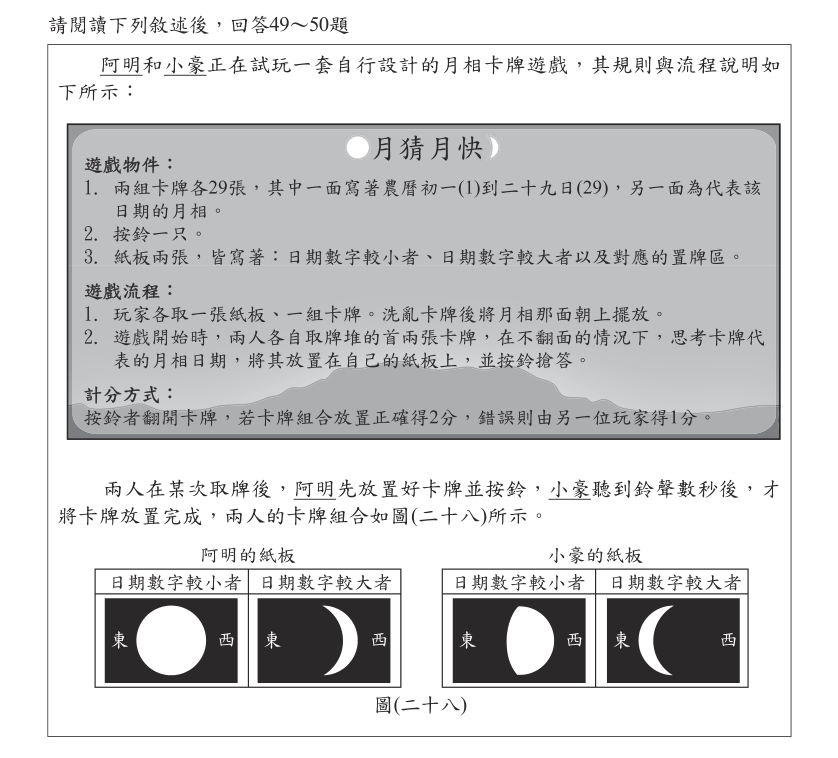 請閱讀下列敘述後，回答49～50題
阿明和小豪正在試玩一套自行設計的月相卡牌遊戲，其規則與流程說明如
下所示：
月猜月快
遊戲物件：
1. 兩組卡牌各29張，其中一面寫著農曆初一(1)到二十九日(29)，另一面為代表該
日期的月相。
2. 按鈴一只。
3. 紙板兩張，皆寫著：日期數字較小者、日期數字較大者以及對應的置牌區。
遊戲流程：
1. 玩家各取一張紙板、一組卡牌。洗亂卡牌後將月相那面朝上擺放。
2. 遊戲開始時，兩人各自取牌堆的首兩張卡牌，在不翻面的情況下，思考卡牌代
表的月相日期，將其放置在自己的紙板上，並按鈴搶答。
計分方式：
按鈴者翻開卡牌，若卡牌組合放置正確得2分，錯誤則由另一位玩家得1分。
兩人在某次取牌後，阿明先放置好卡牌並按鈴，小豪聽到鈴聲數秒後，才
將卡牌放置完成，兩人的卡牌組合如圖(二十八)所示。
阿明的紙板 小豪的紙板
日期數字較小者 日期數字較大者 日期數字較小者 日期數字較大者
東 西 東 西 東 西 東 西
圖(二十八)